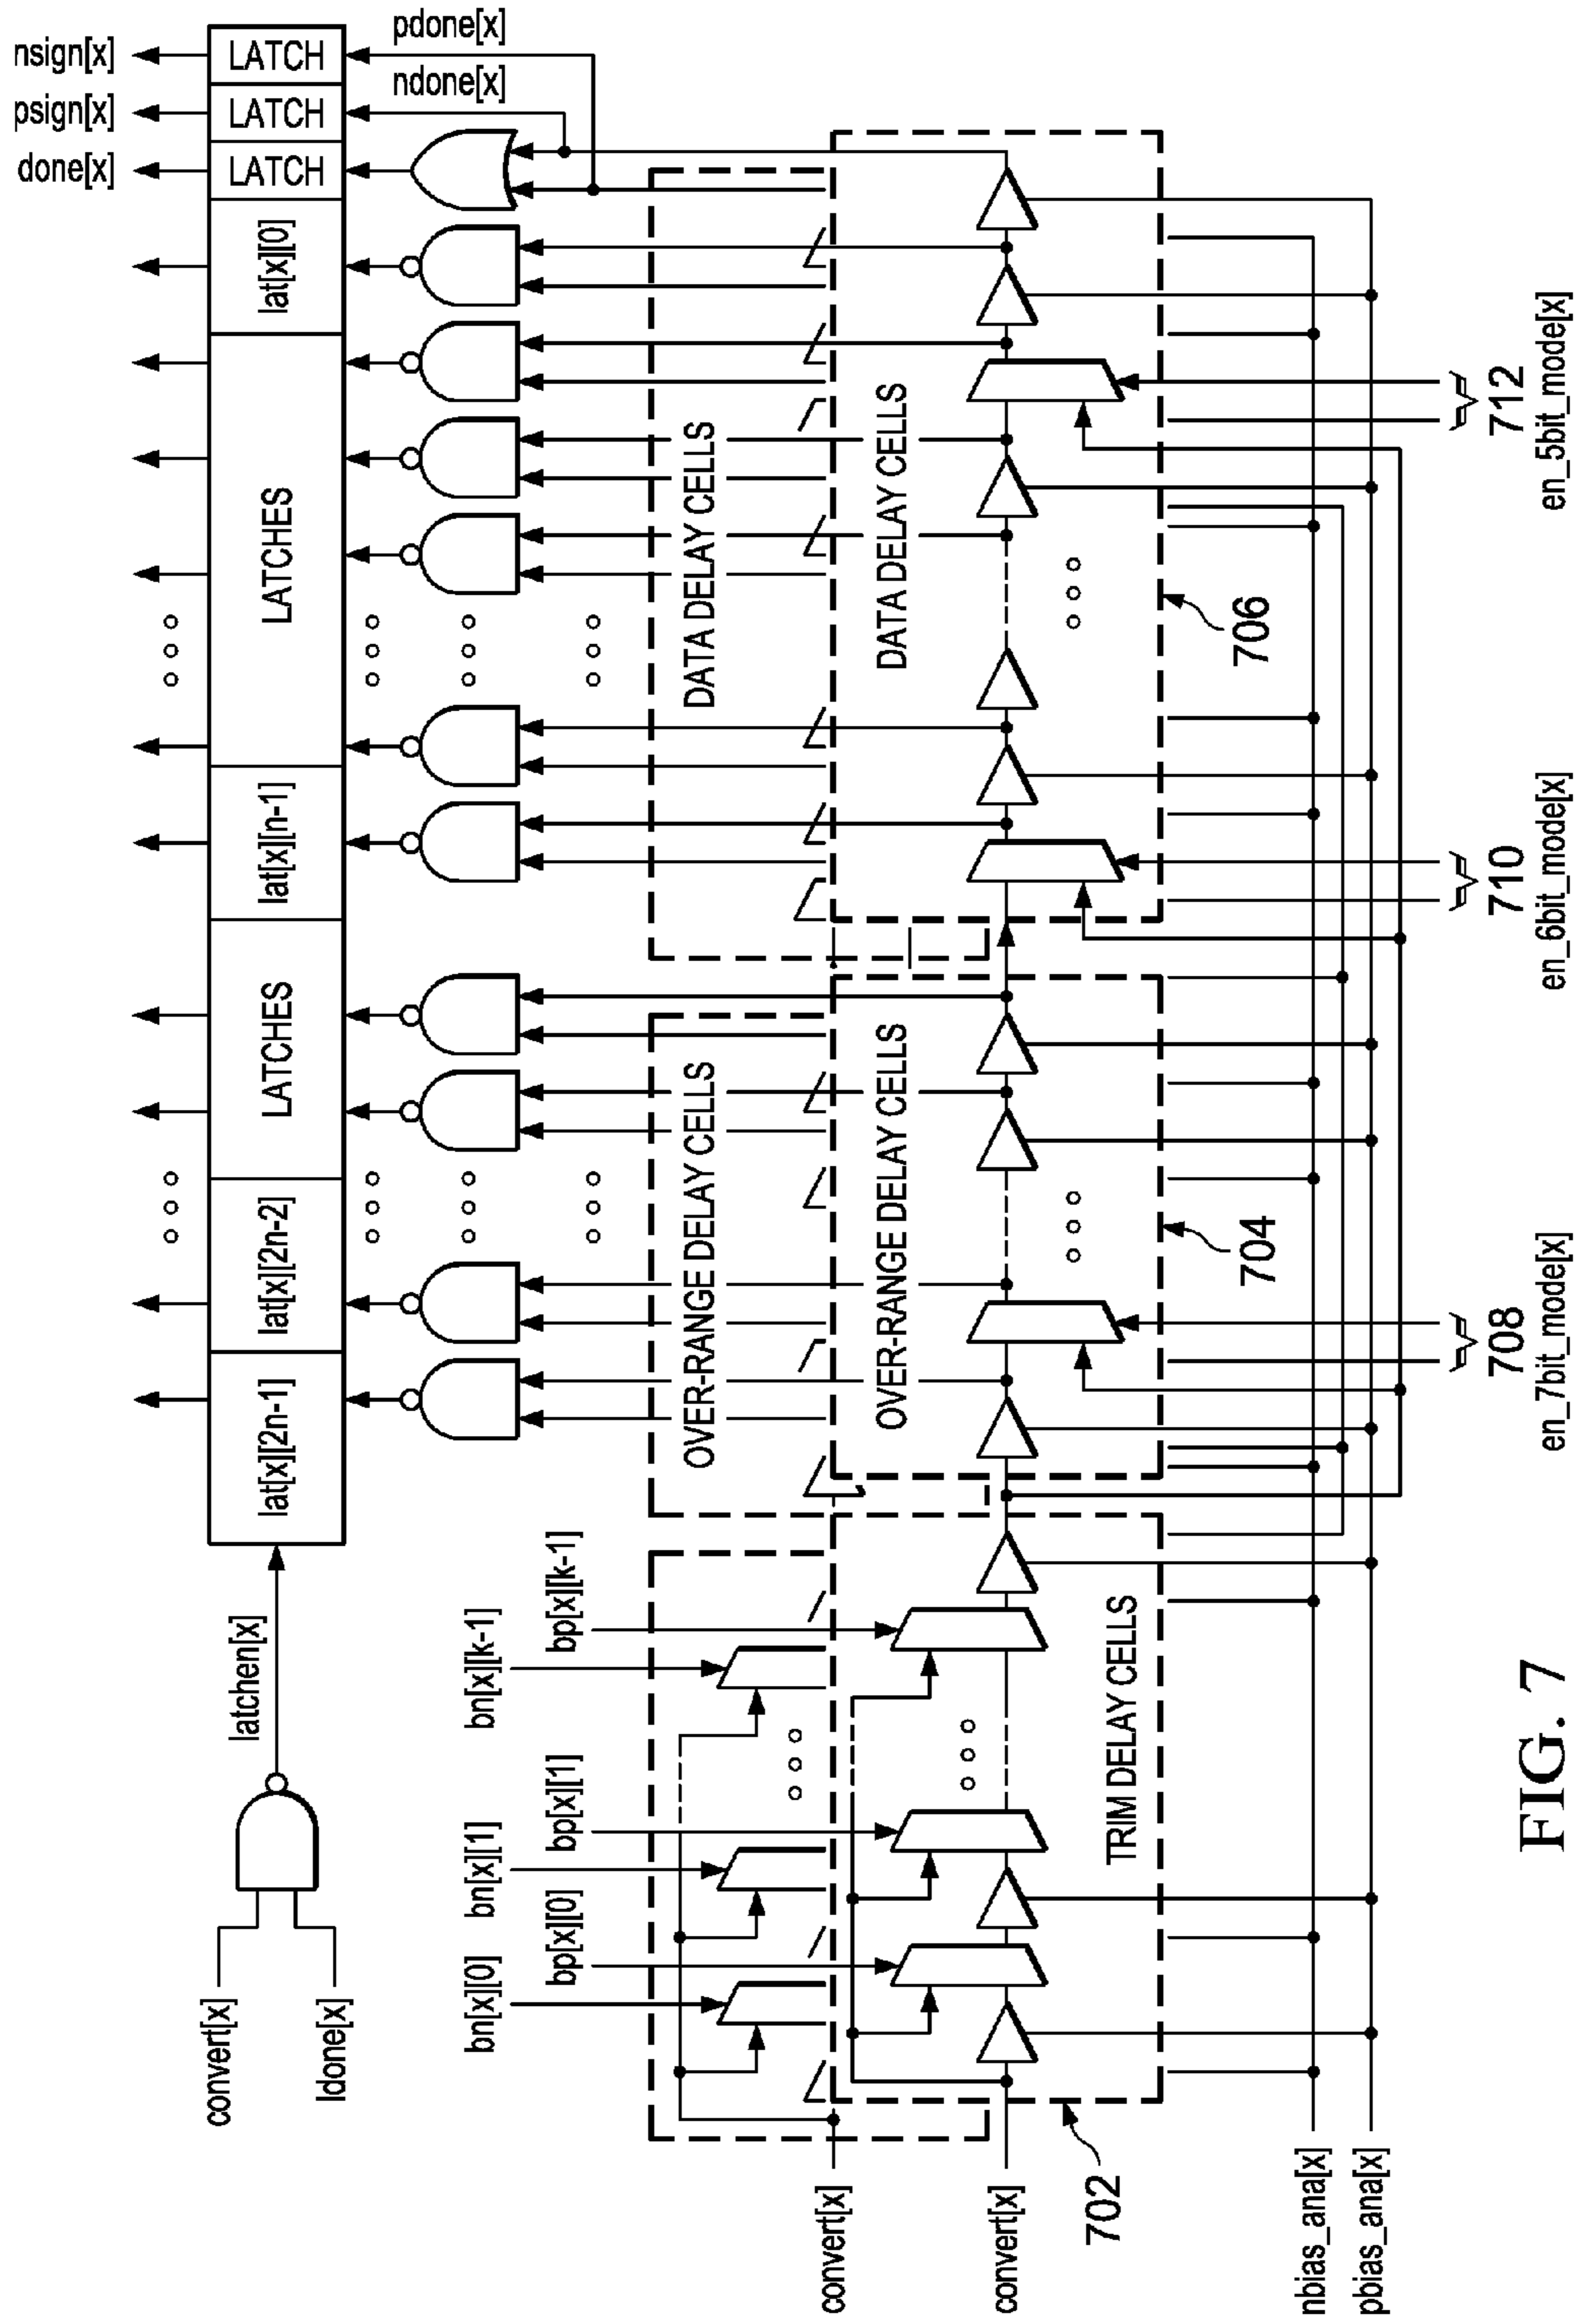 nsign[x]
psign[x]
done[x]
LATCH
LATCH
LATCH
lat[x][0]
LATCHES
lat[x][n-1]
LATCHES
lat[x][2n-2]
lat[x][2n-1]
pdone[x]
ndone[x]
latchen[x]
convert[x]
ldone[x]
DATA DELAY CELLS
DATA DELAY CELLS
OVER-RANGE DELAY CELLS
OVER-RANGE DELAY CELLS
TRIM DELAY CELLS
bn[x][0]
bp[x][0]
bn[x][1]
bp[x][1]
bn[x][k-1]
bp[x][k-1]
convert[x]
convert[x]
702
704
706
nbias_ana[x]
pbias_ana[x]
708
en_7bit_mode[x]
710
en_6bit_mode[x]
712
en_5bit_mode[x]
FIG. 7